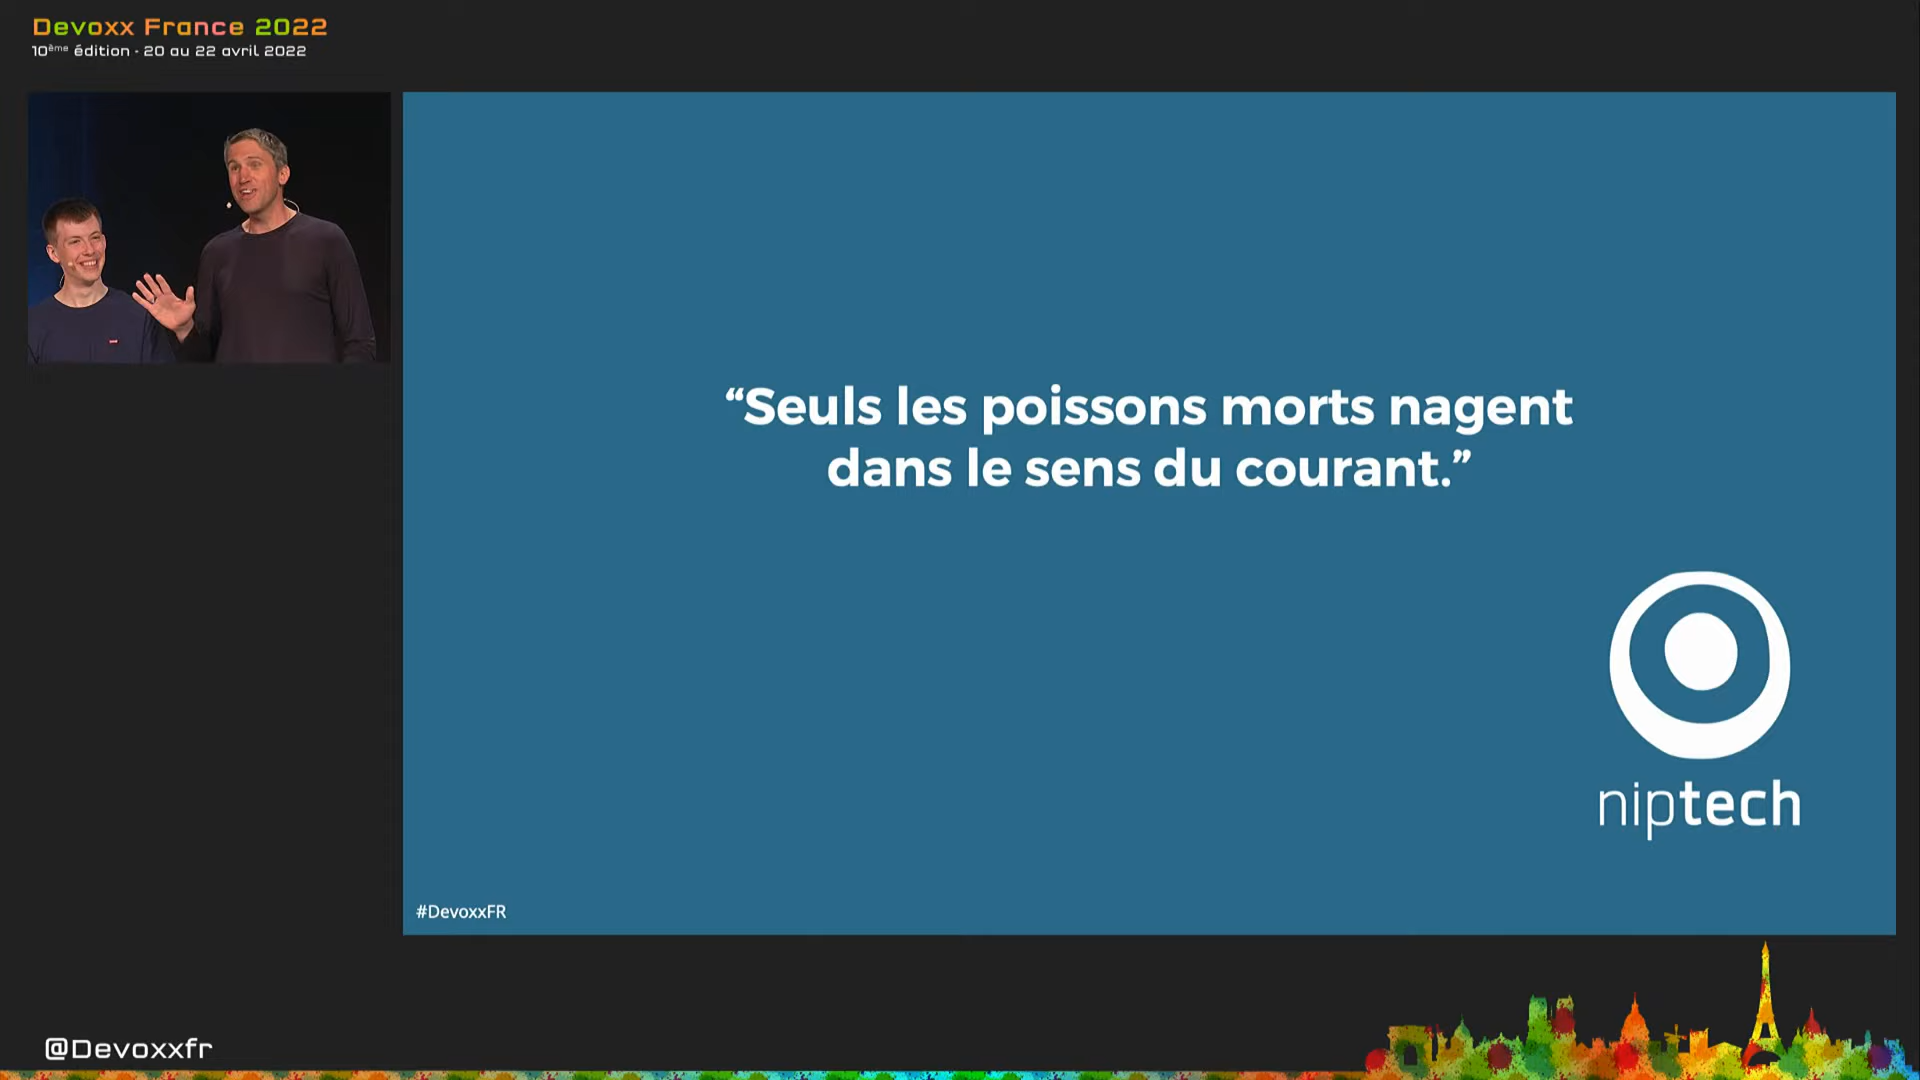 Devoxx France 2022
10ème édition - 20 au 22 avril 2022
“Seuls les poissons morts nagent
dans le sens du courant.”
niptech
#DevoxxFR
@Devoxxfr